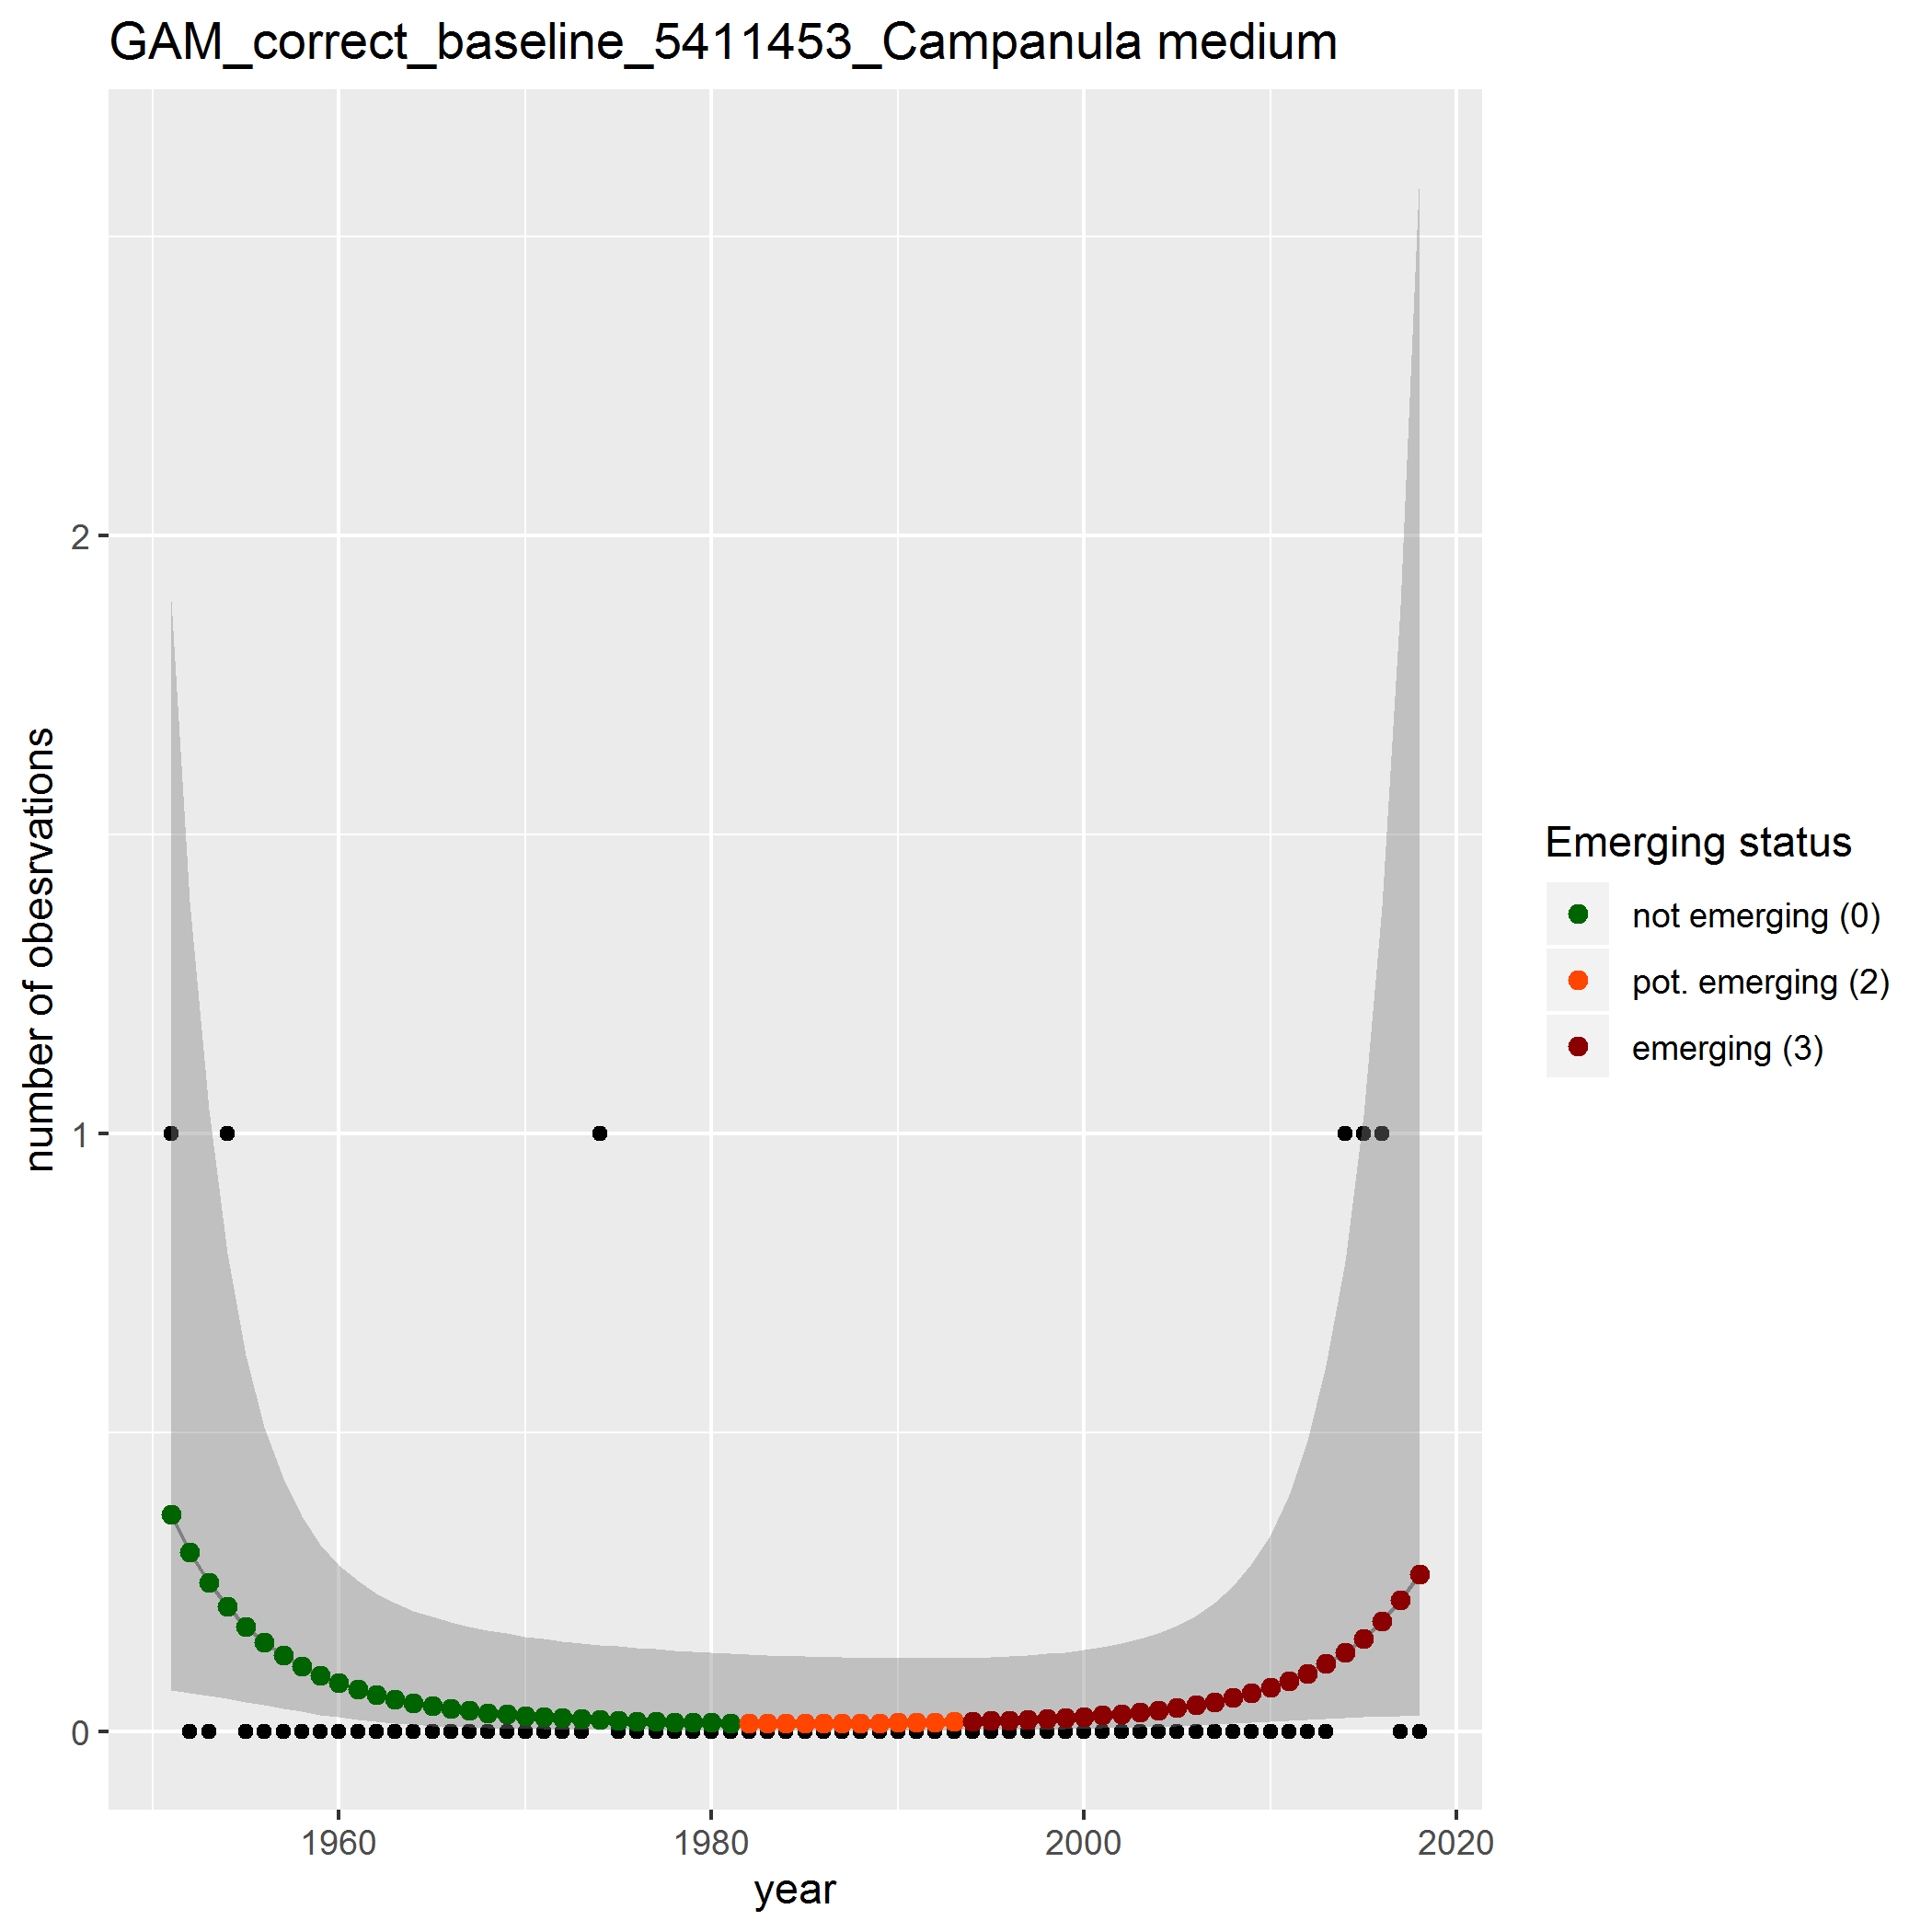 GAM_correct_baseline_5411453_Campanula medium
number of obesrvations
2
1
0
1960
1980
2000
2020
year
Emerging status
not emerging (0)
pot. emerging (2)
emerging (3)